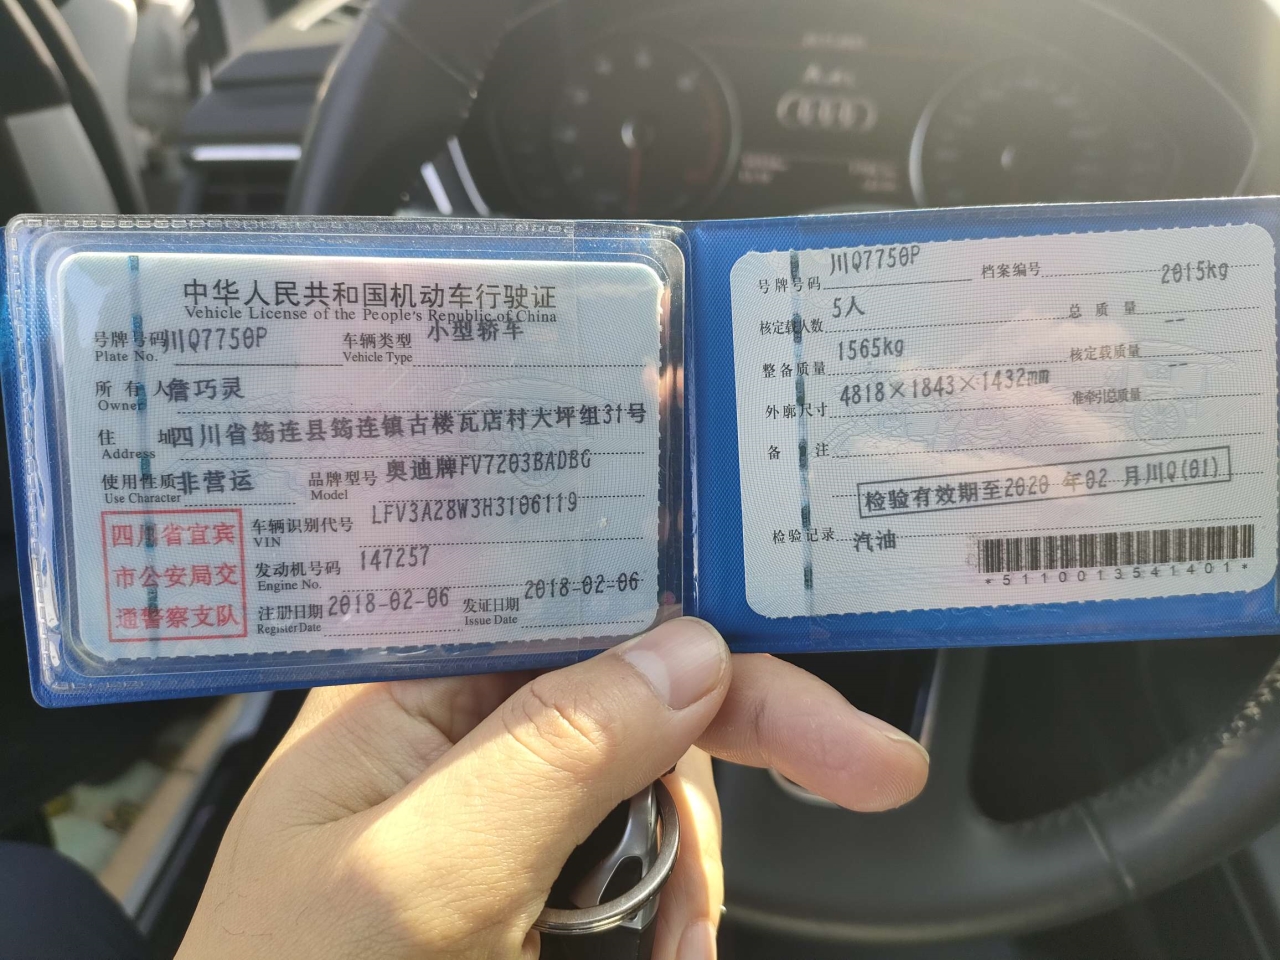 中华人民共和国机动车行驶证
Vehicle License of the People's Republic of China
号牌号码 川Q7750P 车辆类型 小型轿车
Plate No. Vehicle Type
所有人 詹巧灵
Owner
住址 四川省筠连县筠连镇古楼瓦店村大坪组31号
Address
使用性质 非营运 品牌型号 奥迪牌FV7203BADBG
Use Character Model
车辆识别代号 LFV3A28W3H3106119
VIN
发动机号码 147257
Engine No.
注册日期 2018-02-06 发证日期 2018-02-06
Register Date Issue Date
四川省宜宾
市公安局交
通警察支队
号牌号码 川Q7750P 档案编号
核定载人数 5人 总质量 2015kg
整备质量 1565kg 核定载质量 --
外廓尺寸 4818×1843×1432mm 准牵引总质量 --
备注
检验有效期至2020年02月川Q(01)
检验记录 汽油
*5110013541401*